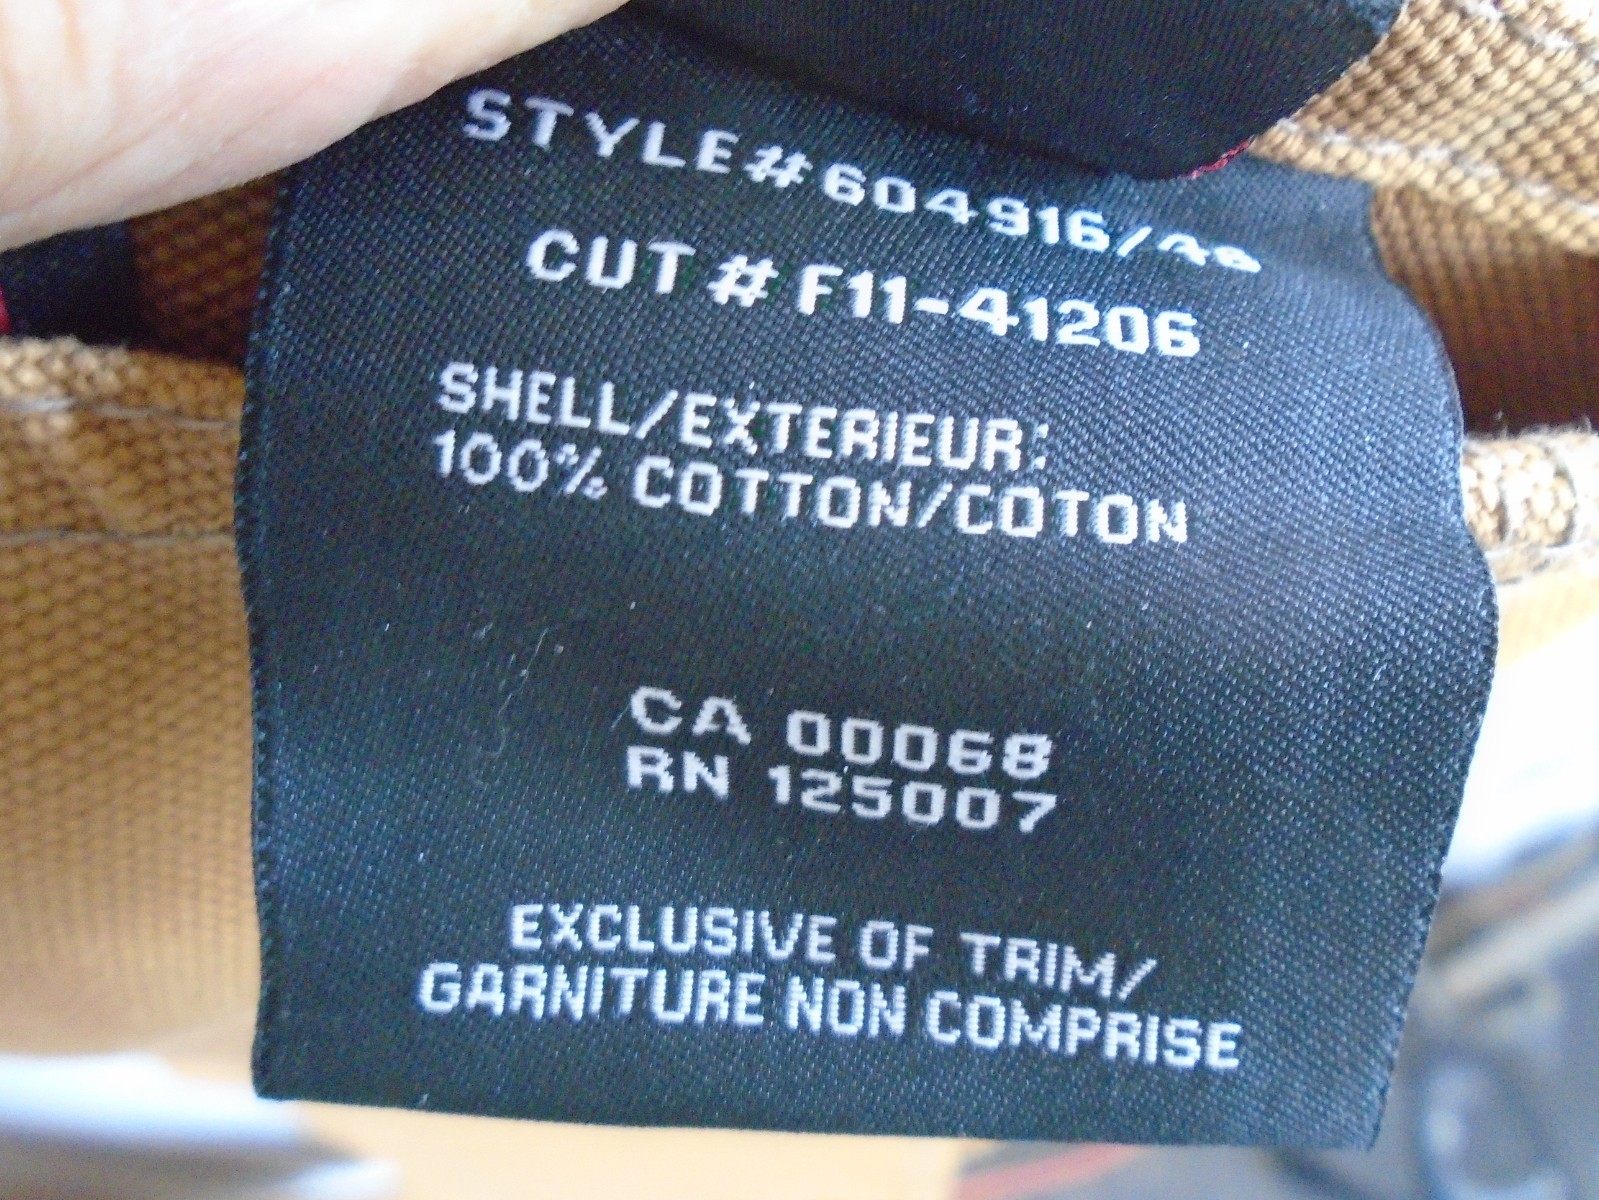 STYLE#604916/46
CUT # F11-41206
SHELL/EXTERIEUR:
100% COTTON/COTON
CA 00068
RN 125007
EXCLUSIVE OF TRIM/
GARNITURE NON COMPRISE